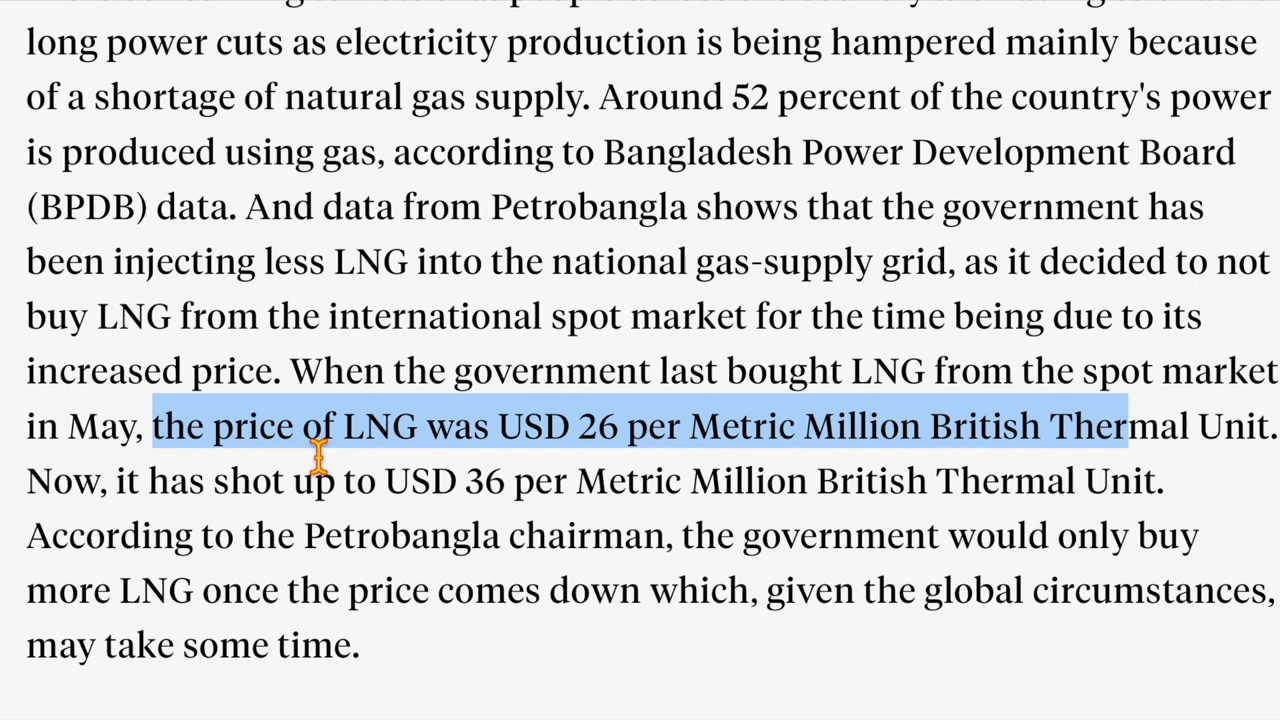 long power cuts as electricity production is being hampered mainly because
of a shortage of natural gas supply. Around 52 percent of the country's power
is produced using gas, according to Bangladesh Power Development Board
(BPDB) data. And data from Petrobangla shows that the government has
been injecting less LNG into the national gas-supply grid, as it decided to not
buy LNG from the international spot market for the time being due to its
increased price. When the government last bought LNG from the spot market
in May, the price of LNG was USD 26 per Metric Million British Thermal Unit.
Now, it has shot up to USD 36 per Metric Million British Thermal Unit.
According to the Petrobangla chairman, the government would only buy
more LNG once the price comes down which, given the global circumstances,
may take some time.